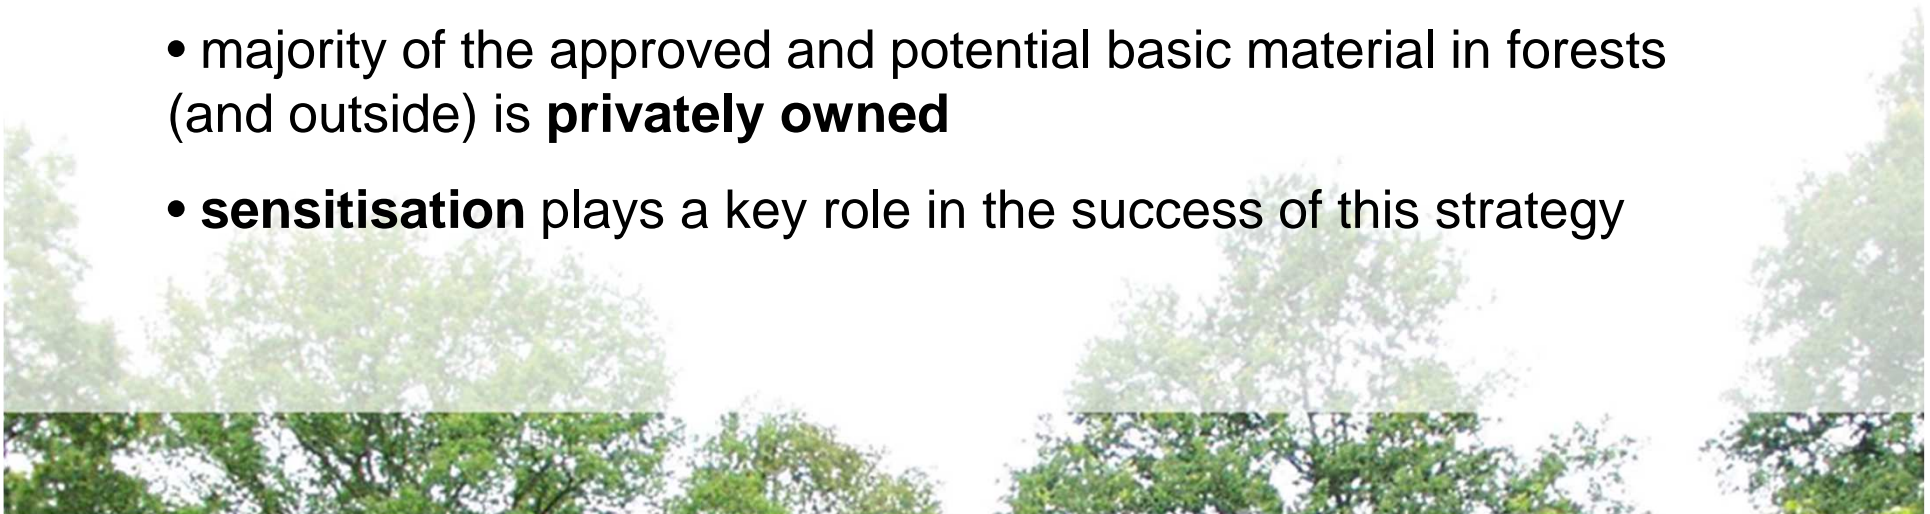 • majority of the approved and potential basic material in forests
(and outside) is privately owned
• sensitisation plays a key role in the success of this strategy